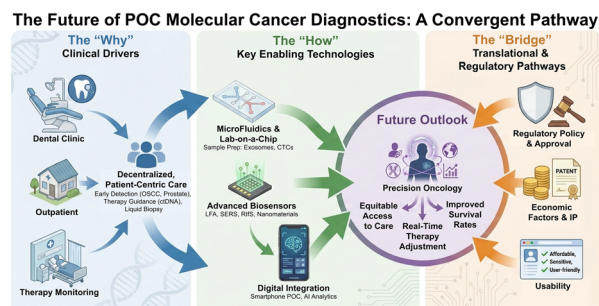 The Future of POC Molecular Cancer Diagnostics: A Convergent Pathway
The “Why”
Clinical Drivers
Dental Clinic
Outpatient
Therapy Monitoring
Decentralized,
Patient-Centric Care
Early Detection (OSCC, Prostate),
Therapy Guidance (ctDNA),
Liquid Biopsy
The “How”
Key Enabling Technologies
MicroFluidics
& Lab-on-a-Chip
Sample Prep: Exosomes, CTCs
Advanced Biosensors
LFA, SERS, RIfS, Nanomaterials
Digital Integration
Smartphone POC, AI Analytics
Future Outlook
Precision Oncology
Equitable
Access
to Care
Real-Time
Therapy
Adjustment
Improved
Survival
Rates
The “Bridge”
Translational &
Regulatory Pathways
Regulatory Policy
& Approval
PATENT
Economic
Factors & IP
Affordable,
Sensitive,
User-friendly
Usability